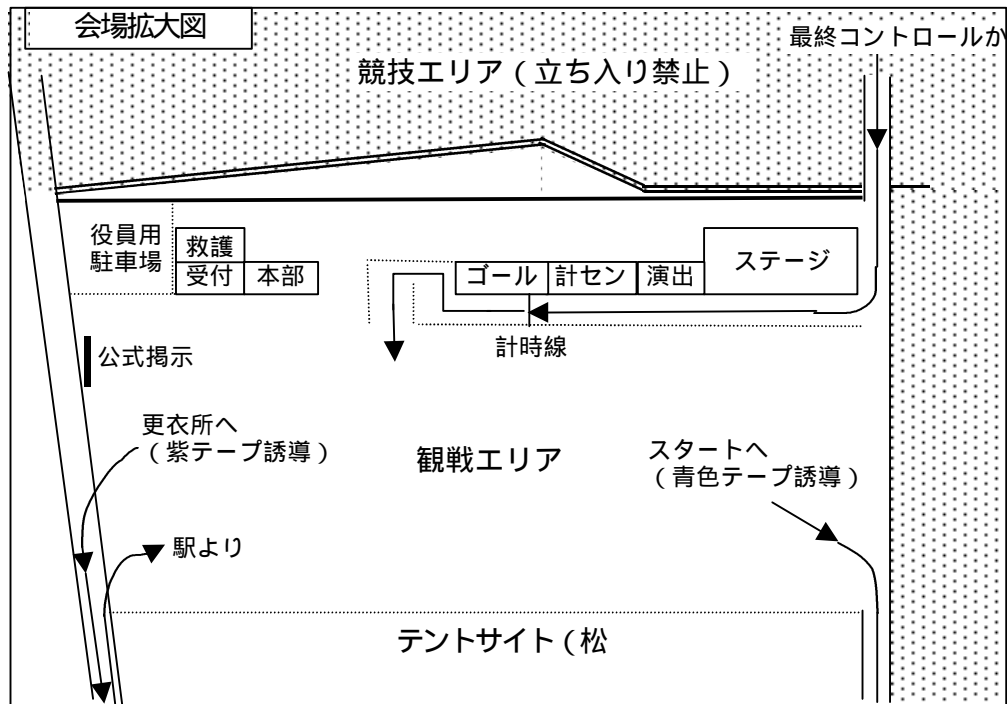 会場拡大図
最終コントロールか
競技エリア（立ち入り禁止）
役員用
駐車場
救護
受付
本部
ゴール
計セン
演出
ステージ
計時線
公式掲示
更衣所へ
（紫テープ誘導）
観戦エリア
スタートへ
（青色テープ誘導）
駅より
テントサイト（松